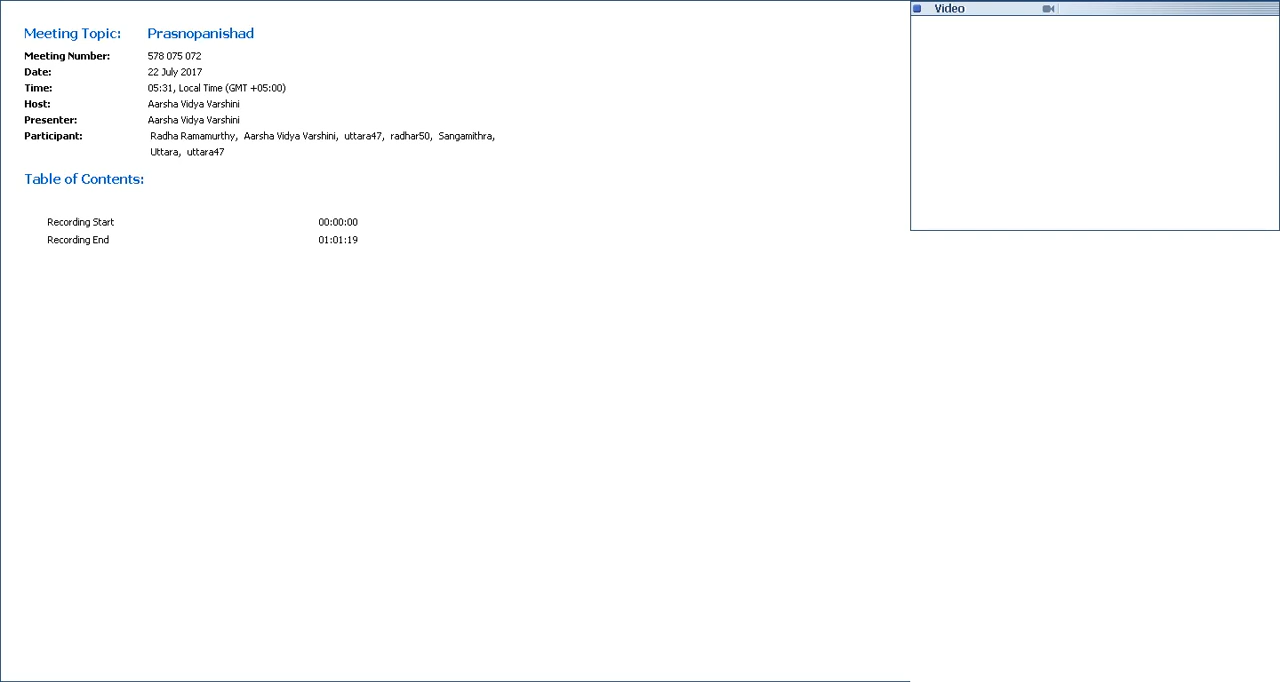 Meeting Topic: Prasnopanishad
Meeting Number: 578 075 072
Date: 22 July 2017
Time: 05:31, Local Time (GMT +05:00)
Host: Aarsha Vidya Varshini
Presenter: Aarsha Vidya Varshini
Participant: Radha Ramamurthy, Aarsha Vidya Varshini, uttara47, radhar50, Sangamithra,
Uttara, uttara47
Table of Contents:
Recording Start 00:00:00
Recording End 01:01:19
Video